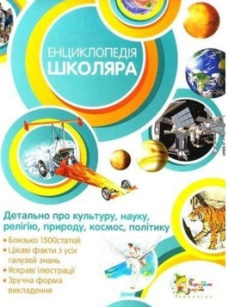 ЕНЦИКЛОПЕДІЯ
ШКОЛЯРА
Детально про культуру, науку,
релігію, природу, космос, політику
• Близько 1500статей
• Цікаві факти з усіх
галузей знань
• Яскраві ілюстрації
• Зручна форма
викладення